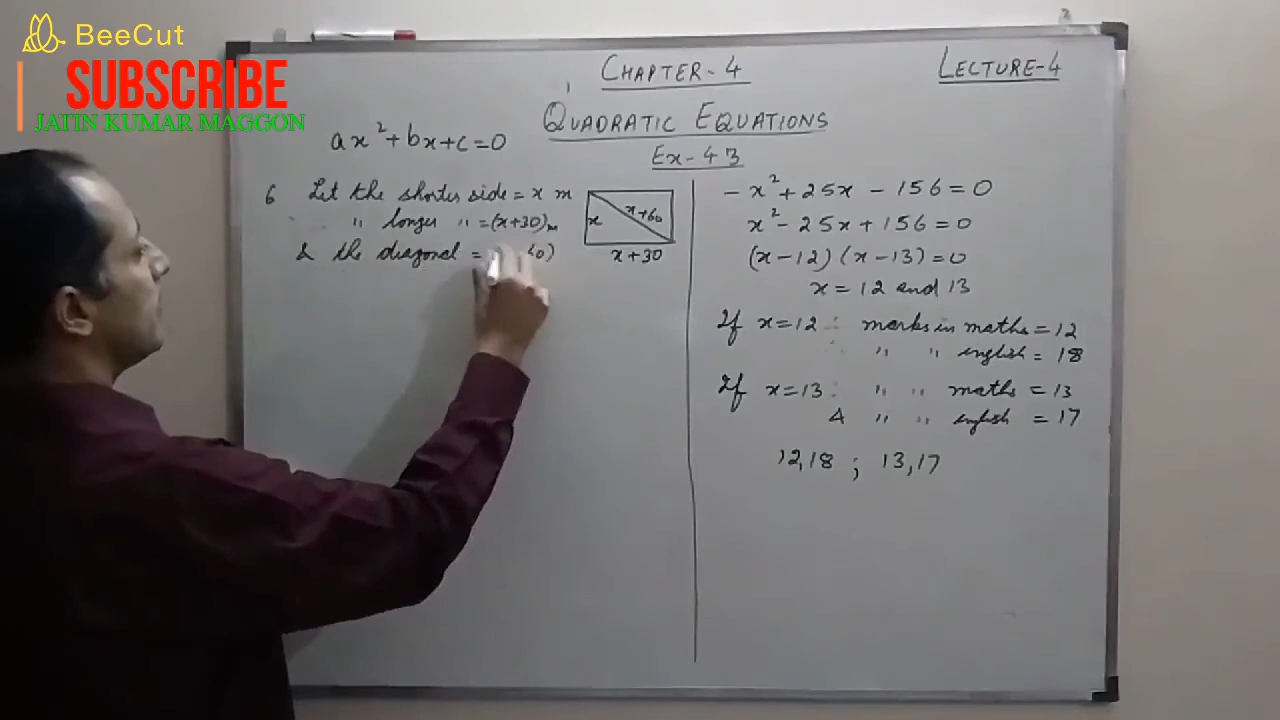 BeeCut
SUBSCRIBE
JATIN KUMAR MAGGON
CHAPTER-4
LECTURE-4
QUADRATIC EQUATIONS
EX-4.3
ax²+bx+c=0
6 Let the shorter side = x m
" longer " = (x+30)m
& the diagonal = 60)
x
x+60
x+30
-x²+25x-156=0
x²-25x+156=0
(x-12)(x-13)=0
x=12 and 13
If x=12 : marks in maths=12
" " english=18
If x=13 : " " maths=13
& " " english=17
12,18 ; 13,17